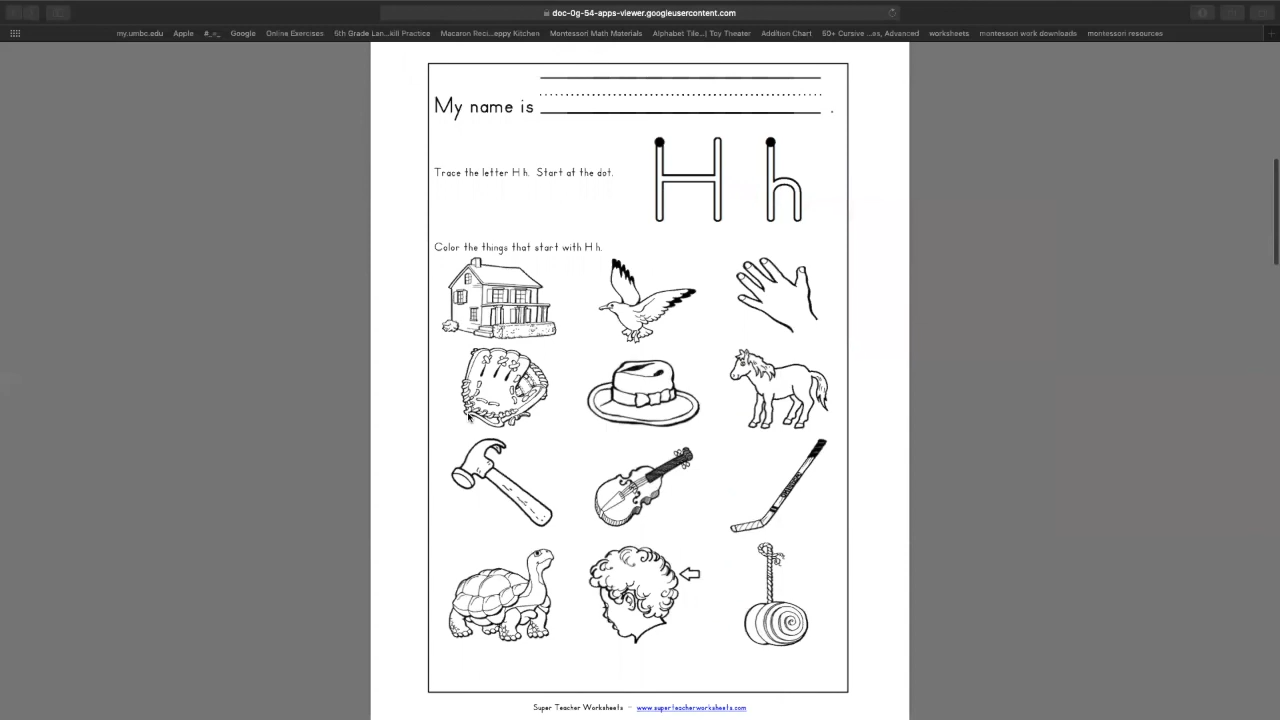 doc-0g-54-apps-viewer.googleusercontent.com
my.umbc.edu Apple #_=_ Google Online Exercises 6th Grade Lan...kill Practice Macaron Reci...eppy Kitchen Montessori Math Materials Alphabet Tile...| Toy Theater Addition Chart 50+ Cursive ...es, Advanced worksheets montessori work downloads montessori resources
My name is .
Trace the letter H h. Start at the dot.
H h
Color the things that start with H h.
Super Teacher Worksheets - www.superteacherworksheets.com